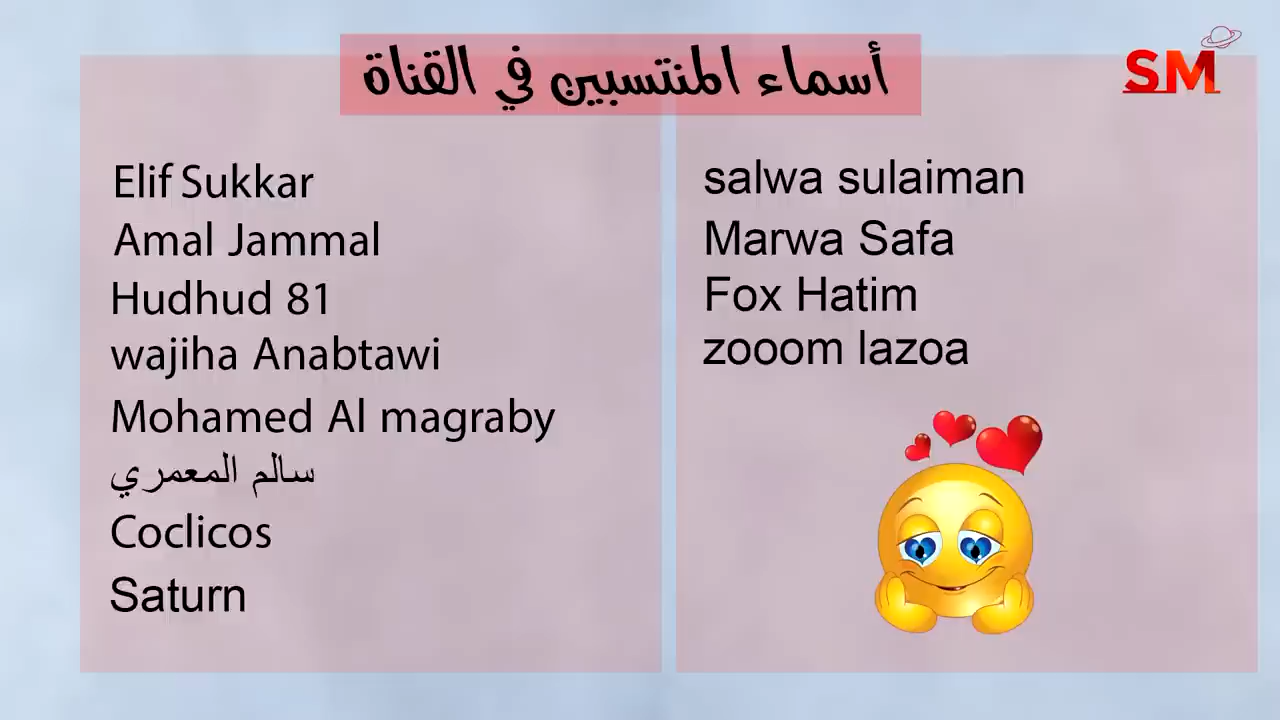 أسماء المنتسبين في القناة
SM
Elif Sukkar
Amal Jammal
Hudhud 81
wajiha Anabtawi
Mohamed Al magraby
سالم المعمري
Coclicos
Saturn
salwa sulaiman
Marwa Safa
Fox Hatim
zooom lazoa